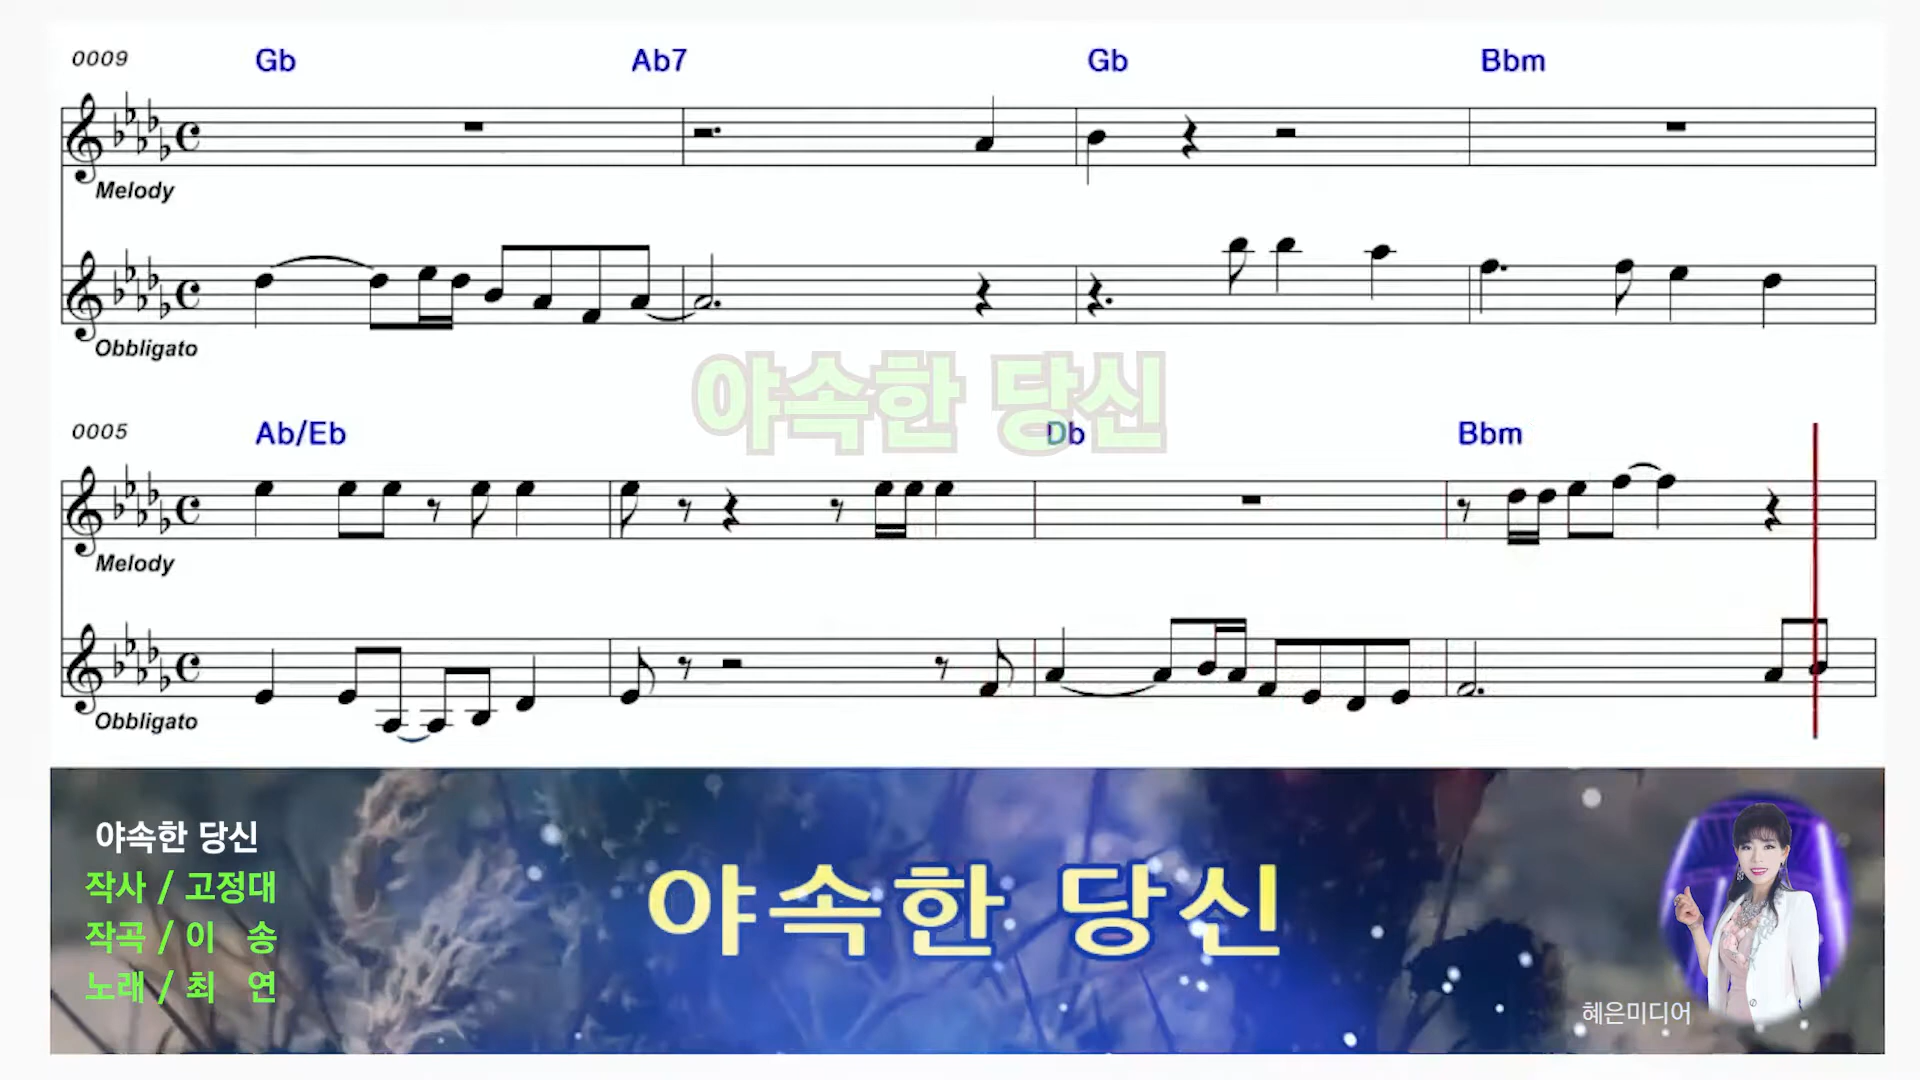 0009 Gb Ab7 Gb Bbm
Melody
Obbligato
야속한 당신
0005 Ab/Eb Db Bbm
Melody
Obbligato
야속한 당신
작사 / 고정대
작곡 / 이 송
노래 / 최 연
야속한 당신
혜은미디어